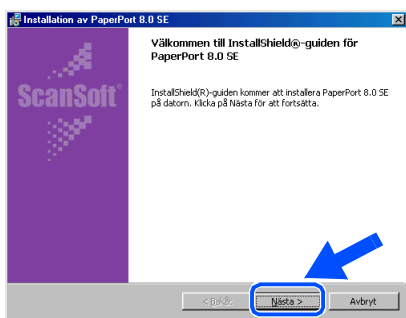 Installation av PaperPort 8.0 SE
Välkommen till InstallShield®-guiden för
PaperPort 8.0 SE
ScanSoft®
InstallShield(R)-guiden kommer att installera PaperPort 8.0 SE
på datorn. Klicka på Nästa för att fortsätta.
< Bakåt Nästa > Avbryt